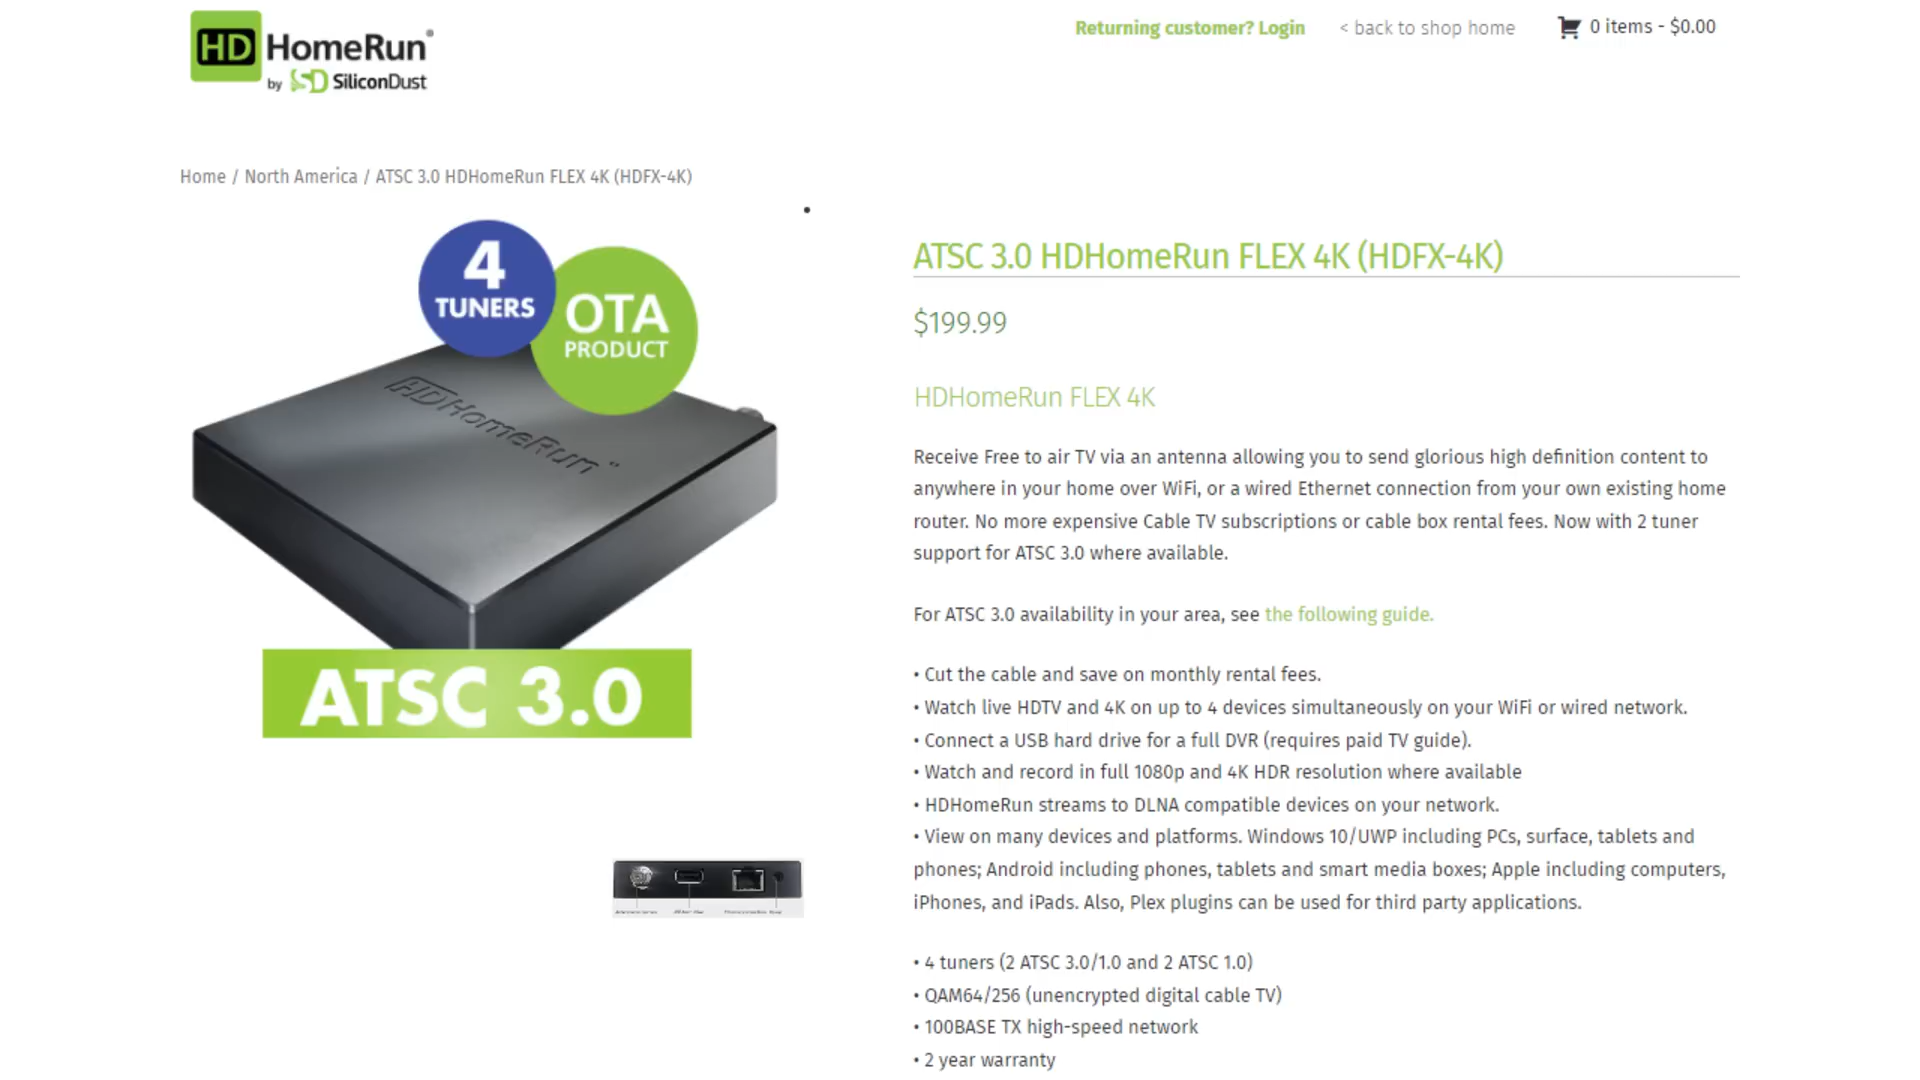 HD HomeRun®
by SD SiliconDust
Returning customer? Login
< back to shop home
0 items - $0.00
Home / North America / ATSC 3.0 HDHomeRun FLEX 4K (HDFX-4K)
4
TUNERS
OTA
PRODUCT
HDHomeRun™
ATSC 3.0
ATSC 3.0 HDHomeRun FLEX 4K (HDFX-4K)
$199.99
HDHomeRun FLEX 4K
Receive Free to air TV via an antenna allowing you to send glorious high definition content to
anywhere in your home over WiFi, or a wired Ethernet connection from your own existing home
router. No more expensive Cable TV subscriptions or cable box rental fees. Now with 2 tuner
support for ATSC 3.0 where available.
For ATSC 3.0 availability in your area, see the following guide.
• Cut the cable and save on monthly rental fees.
• Watch live HDTV and 4K on up to 4 devices simultaneously on your WiFi or wired network.
• Connect a USB hard drive for a full DVR (requires paid TV guide).
• Watch and record in full 1080p and 4K HDR resolution where available
• HDHomeRun streams to DLNA compatible devices on your network.
• View on many devices and platforms. Windows 10/UWP including PCs, surface, tablets and
phones; Android including phones, tablets and smart media boxes; Apple including computers,
iPhones, and iPads. Also, Plex plugins can be used for third party applications.
• 4 tuners (2 ATSC 3.0/1.0 and 2 ATSC 1.0)
• QAM64/256 (unencrypted digital cable TV)
• 100BASE TX high-speed network
• 2 year warranty